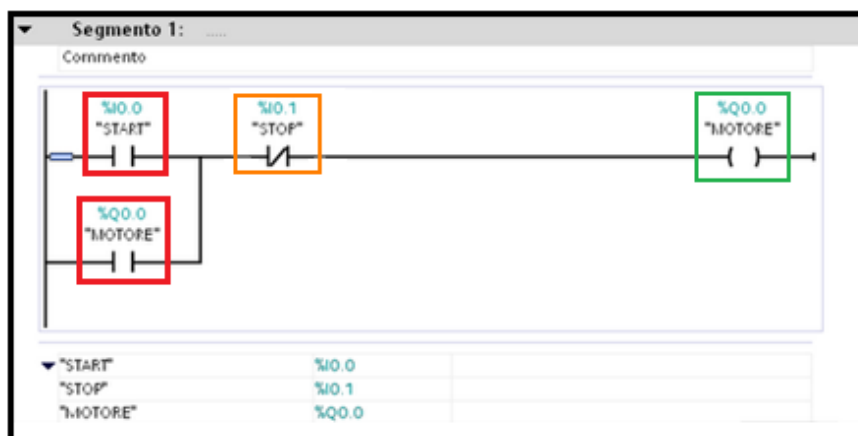 Segmento 1: .....
Commento
%I0.0 %I0.1 %Q0.0
"START" "STOP" "MOTORE"
%Q0.0
"MOTORE"
"START" %I0.0
"STOP" %I0.1
"MOTORE" %Q0.0